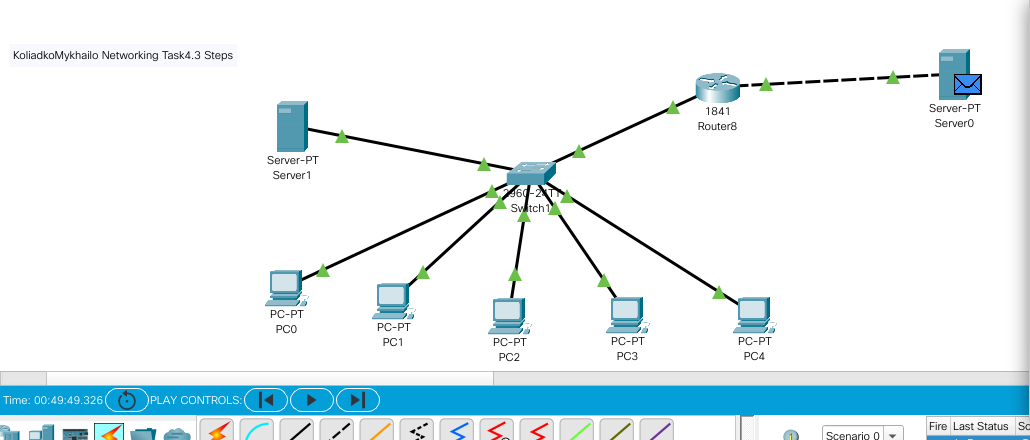 KoliadkoMykhailo Networking Task4.3 Steps
1841
Router8
Server-PT
Server0
Server-PT
Server1
2960-24TT
Switch1
PC-PT
PC0
PC-PT
PC1
PC-PT
PC2
PC-PT
PC3
PC-PT
PC4
Time: 00:49:49.326
PLAY CONTROLS:
Scenario 0
Fire
Last Status